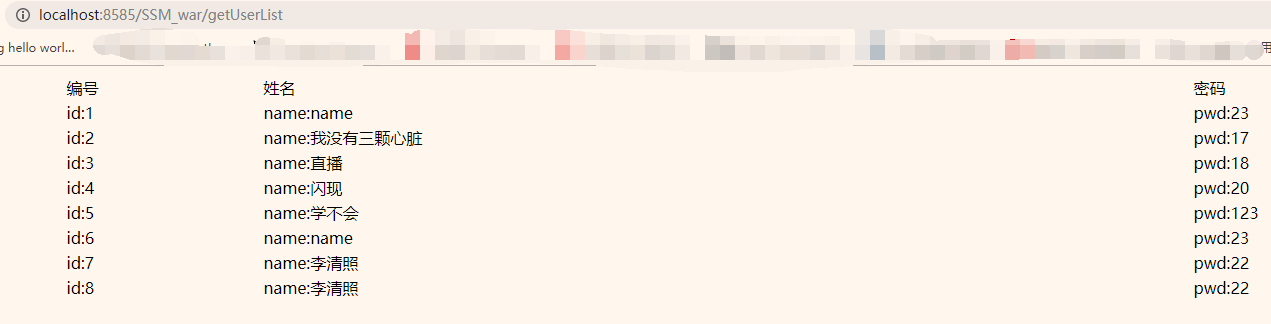 localhost:8585/SSM_war/getUserList
g hello worl...
用
编号 姓名 密码
id:1 name:name pwd:23
id:2 name:我没有三颗心脏 pwd:17
id:3 name:直播 pwd:18
id:4 name:闪现 pwd:20
id:5 name:学不会 pwd:123
id:6 name:name pwd:23
id:7 name:李清照 pwd:22
id:8 name:李清照 pwd:22